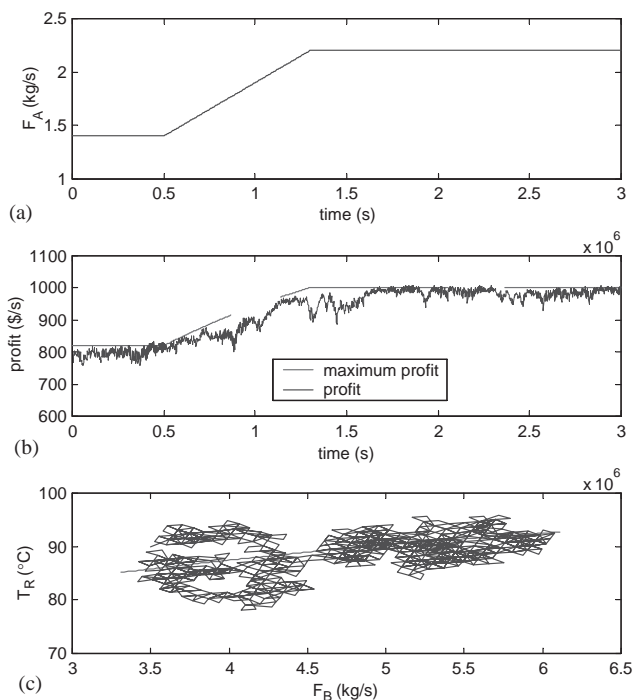 2.5
2
1.5
1
F_A (kg/s)
0 0.5 1 1.5 2 2.5 3
time (s)
x 10^6
(a)
1100
1000
900
800
700
600
profit ($/s)
maximum profit
profit
0 0.5 1 1.5 2 2.5 3
time (s)
x 10^6
(b)
100
90
80
70
T_R (°C)
3 3.5 4 4.5 5 5.5 6 6.5
F_B (kg/s)
(c)